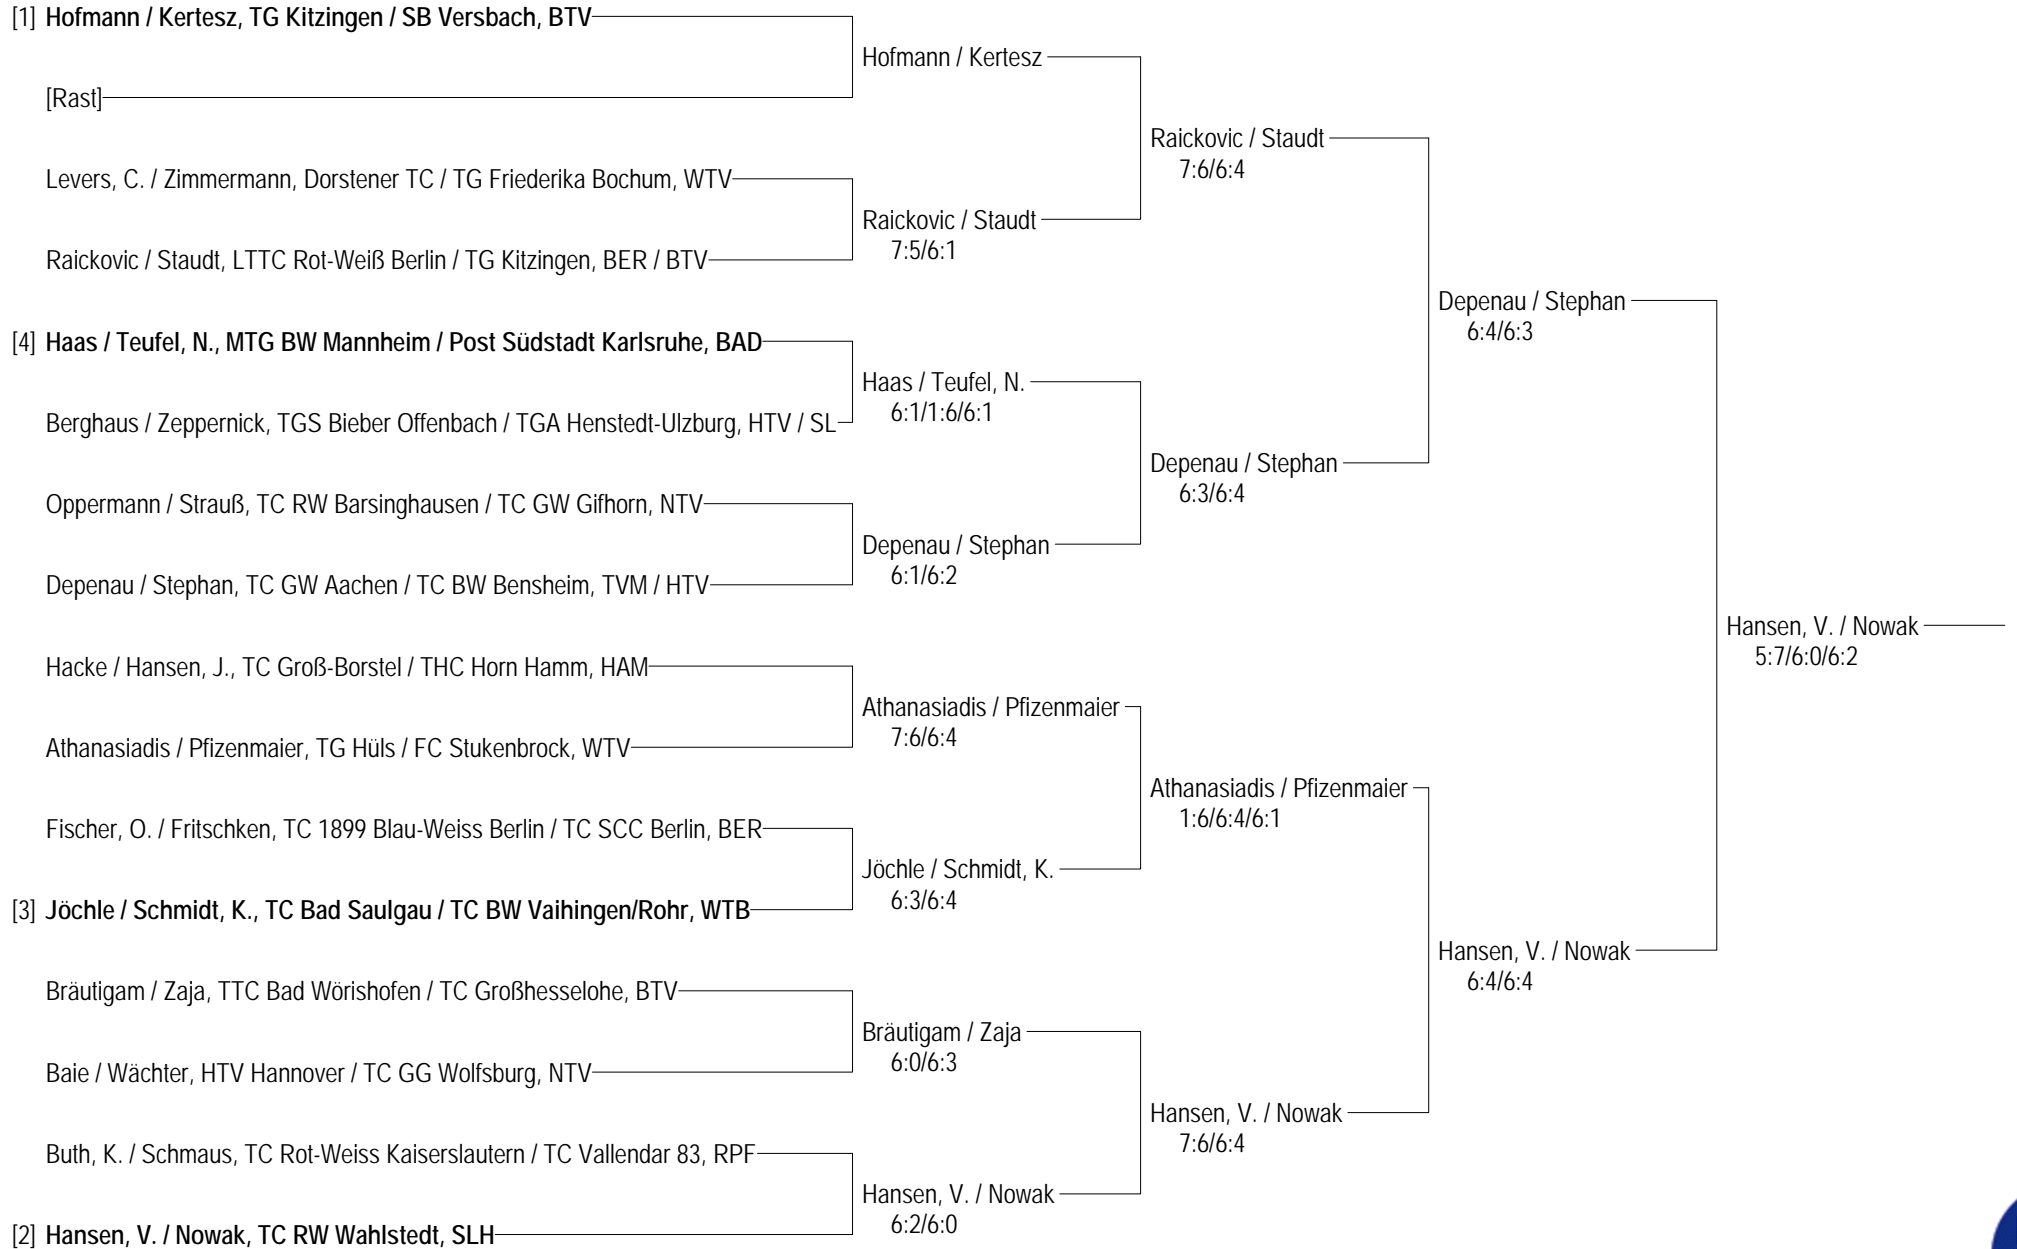 [1] Hofmann / Kertesz, TG Kitzingen / SB Versbach, BTV
[Rast]
Levers, C. / Zimmermann, Dorstener TC / TG Friederika Bochum, WTV
Raickovic / Staudt, LTTC Rot-Weiß Berlin / TG Kitzingen, BER / BTV
[4] Haas / Teufel, N., MTG BW Mannheim / Post Südstadt Karlsruhe, BAD
Berghaus / Zeppernick, TGS Bieber Offenbach / TGA Henstedt-Ulzburg, HTV / SL
Oppermann / Strauß, TC RW Barsinghausen / TC GW Gifhorn, NTV
Depenau / Stephan, TC GW Aachen / TC BW Bensheim, TVM / HTV
Hacke / Hansen, J., TC Groß-Borstel / THC Horn Hamm, HAM
Athanasiadis / Pfizenmaier, TG Hüls / FC Stukenbrock, WTV
Fischer, O. / Fritschken, TC 1899 Blau-Weiss Berlin / TC SCC Berlin, BER
[3] Jöchle / Schmidt, K., TC Bad Saulgau / TC BW Vaihingen/Rohr, WTB
Bräutigam / Zaja, TTC Bad Wörishofen / TC Großhesselohe, BTV
Baie / Wächter, HTV Hannover / TC GG Wolfsburg, NTV
Buth, K. / Schmaus, TC Rot-Weiss Kaiserslautern / TC Vallendar 83, RPF
[2] Hansen, V. / Nowak, TC RW Wahlstedt, SLH
Hofmann / Kertesz
Raickovic / Staudt
7:5/6:1
Haas / Teufel, N.
6:1/1:6/6:1
Depenau / Stephan
6:1/6:2
Athanasiadis / Pfizenmaier
7:6/6:4
Jöchle / Schmidt, K.
6:3/6:4
Bräutigam / Zaja
6:0/6:3
Hansen, V. / Nowak
6:2/6:0
Raickovic / Staudt
7:6/6:4
Depenau / Stephan
6:3/6:4
Athanasiadis / Pfizenmaier
1:6/6:4/6:1
Hansen, V. / Nowak
7:6/6:4
Depenau / Stephan
6:4/6:3
Hansen, V. / Nowak
6:4/6:4
Hansen, V. / Nowak
5:7/6:0/6:2